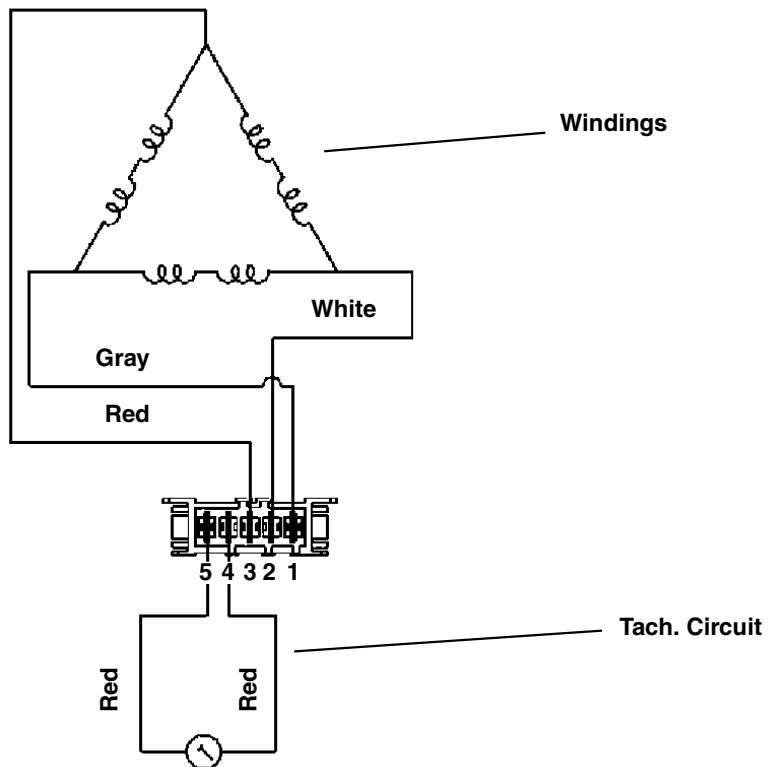 Windings
White
Gray
Red
5 4 3 2 1
Tach. Circuit
Red
Red